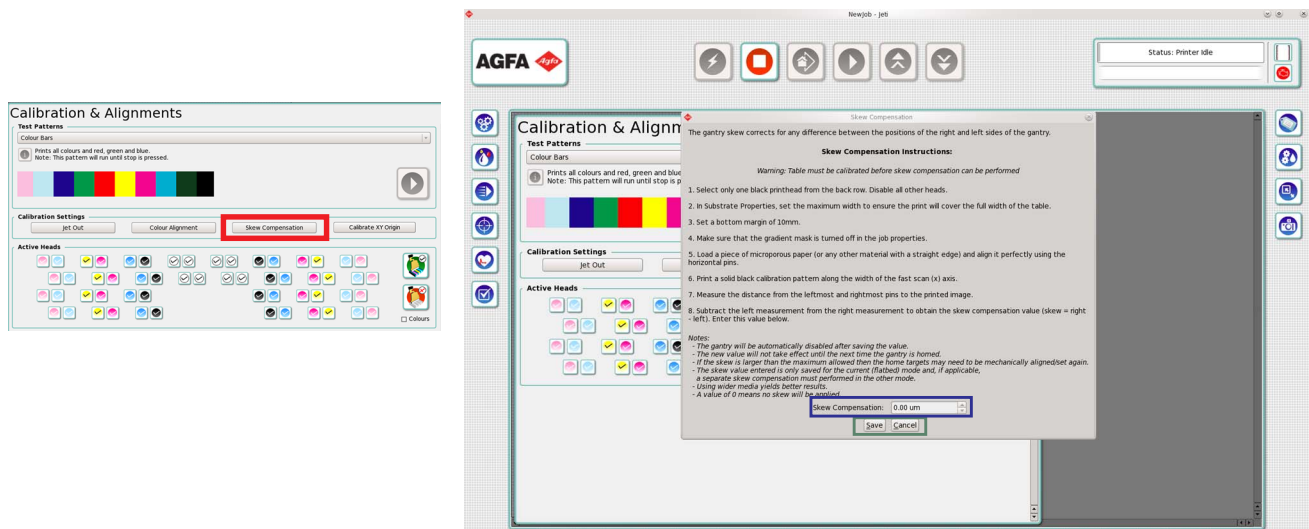 Calibration & Alignments
Test Patterns
Colour Bars
Prints all colours and red, green and blue.
Note: This pattern will run until stop is pressed.
Calibration Settings
Jet Out
Colour Alignment
Skew Compensation
Calibrate XY Origin
Active Heads
Colours
NewJob - Jeti
AGFA
Agfa
Status: Printer Idle
Calibration & Alignm
Test Patterns
Colour Bars
Prints all colours and red, green and blue
Note: This pattern will run until stop is p
Calibration Settings
Jet Out
Active Heads
Skew Compensation
The gantry skew corrects for any difference between the positions of the right and left sides of the gantry.
Skew Compensation Instructions:
Warning: Table must be calibrated before skew compensation can be performed
1. Select only one black printhead from the back row. Disable all other heads.
2. In Substrate Properties, set the maximum width to ensure the print will cover the full width of the table.
3. Set a bottom margin of 10mm.
4. Make sure that the gradient mask is turned off in the job properties.
5. Load a piece of microporous paper (or any other material with a straight edge) and align it perfectly using the
horizontal pins.
6. Print a solid black calibration pattern along the width of the fast scan (x) axis.
7. Measure the distance from the leftmost and rightmost pins to the printed image.
8. Subtract the left measurement from the right measurement to obtain the skew compensation value (skew = right
- left). Enter this value below.
Notes:
- The gantry will be automatically disabled after saving the value.
- The new value will not take effect until the next time the gantry is homed.
- If the skew is larger than the maximum allowed then the home targets may need to be mechanically aligned/set again.
- The skew value entered is only saved for the current (flatbed) mode and, if applicable,
a separate skew compensation must performed in the other mode.
- Using wider media yields better results.
- A value of 0 means no skew will be applied.
Skew Compensation: 0.00 um
Save Cancel